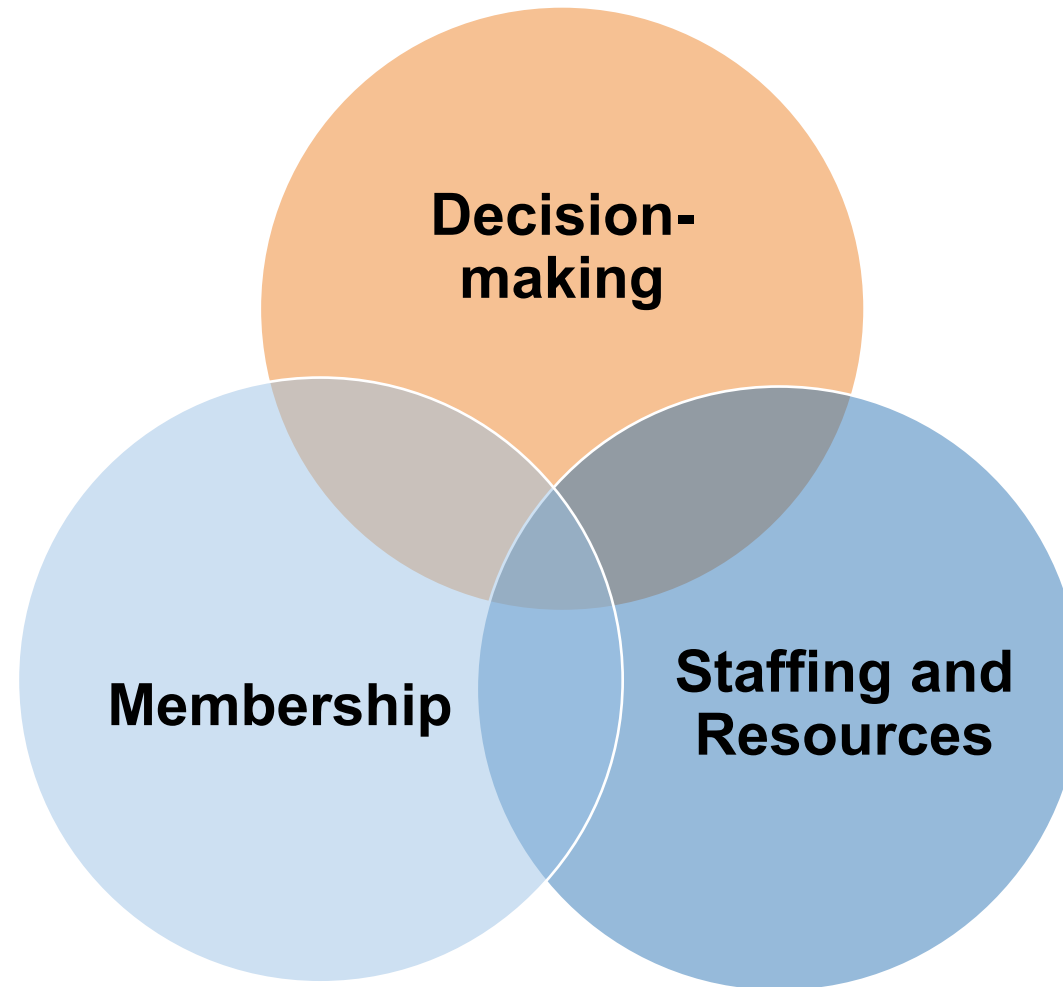 Decision-
making
Membership
Staffing and
Resources